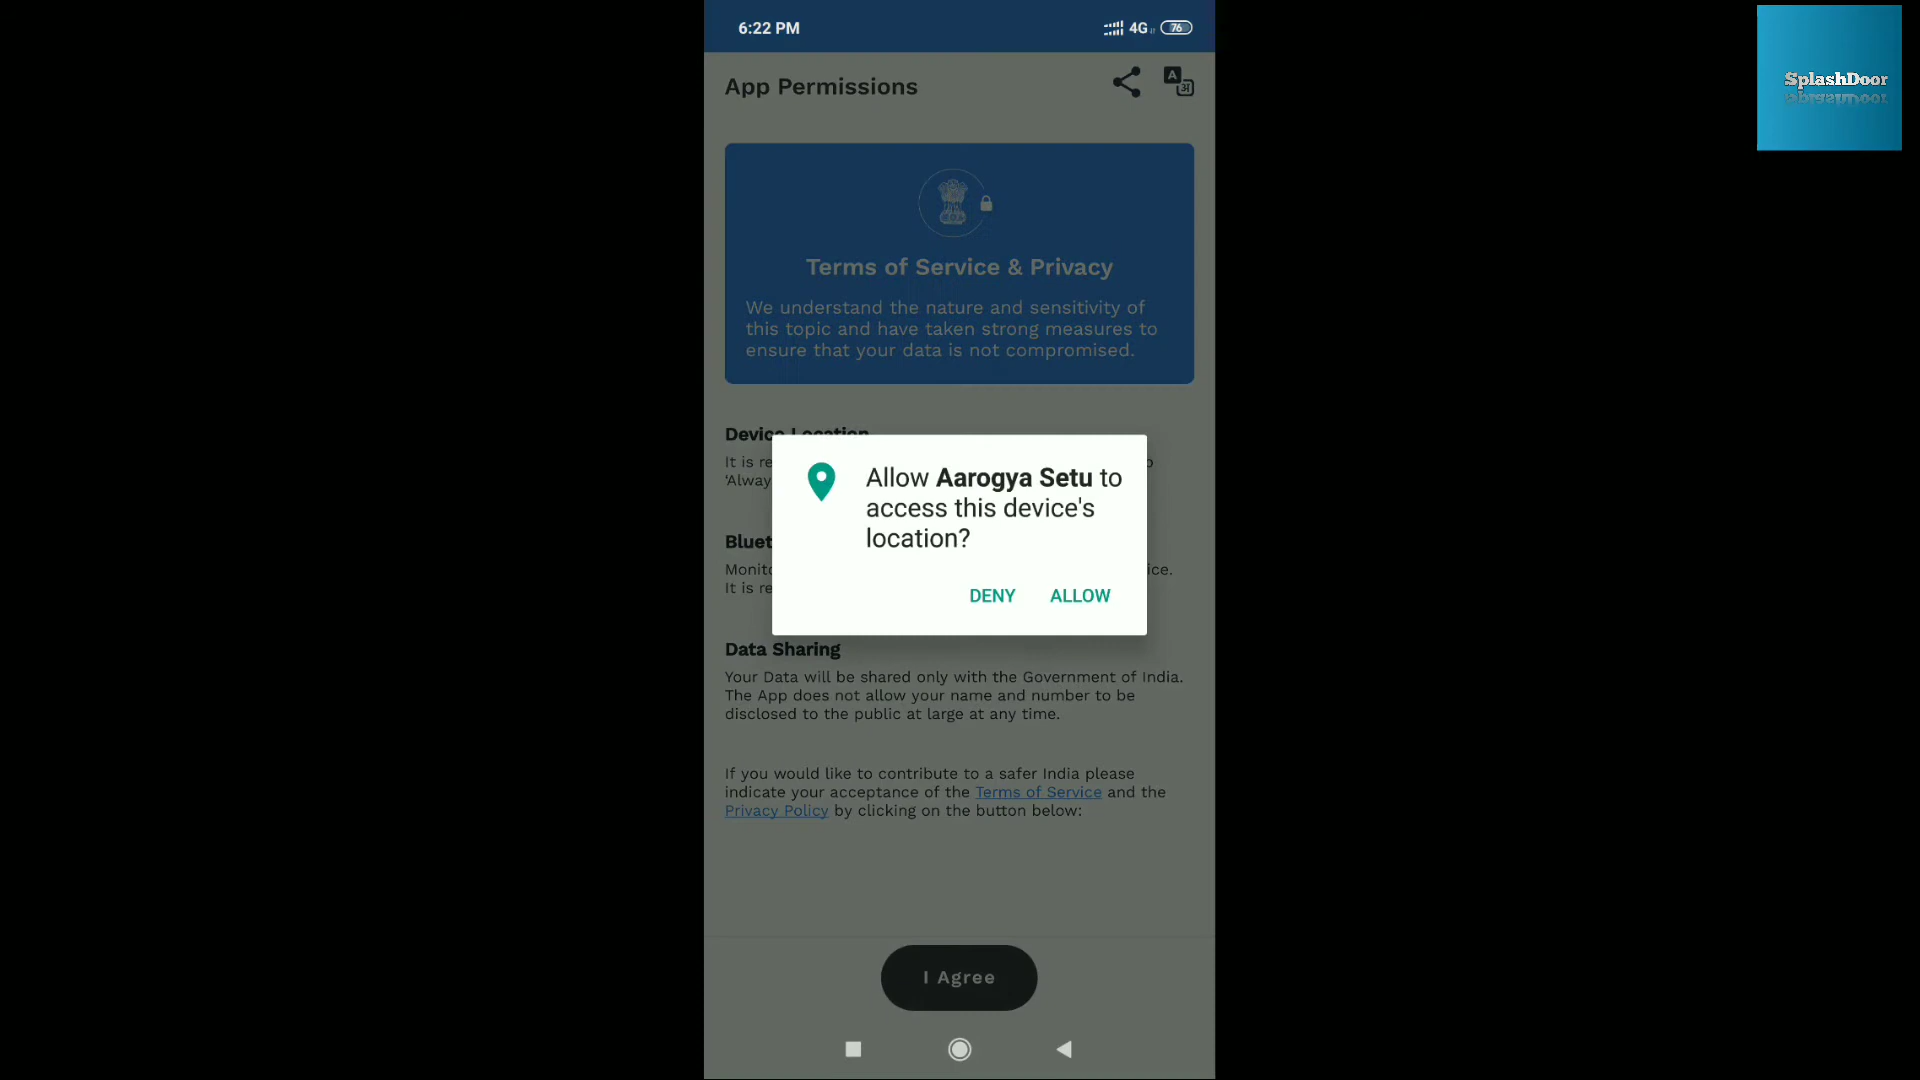 6:22 PM
4G
76
SplashDoor
App Permissions
A
अ
Terms of Service & Privacy
We understand the nature and sensitivity of
this topic and have taken strong measures to
ensure that your data is not compromised.
Device Location
It is re
'Alway
Allow Aarogya Setu to
access this device's
location?
DENY ALLOW
Bluet
Monito
ice.
It is re
Data Sharing
Your Data will be shared only with the Government of India.
The App does not allow your name and number to be
disclosed to the public at large at any time.
If you would like to contribute to a safer India please
indicate your acceptance of the Terms of Service and the
Privacy Policy by clicking on the button below:
I Agree